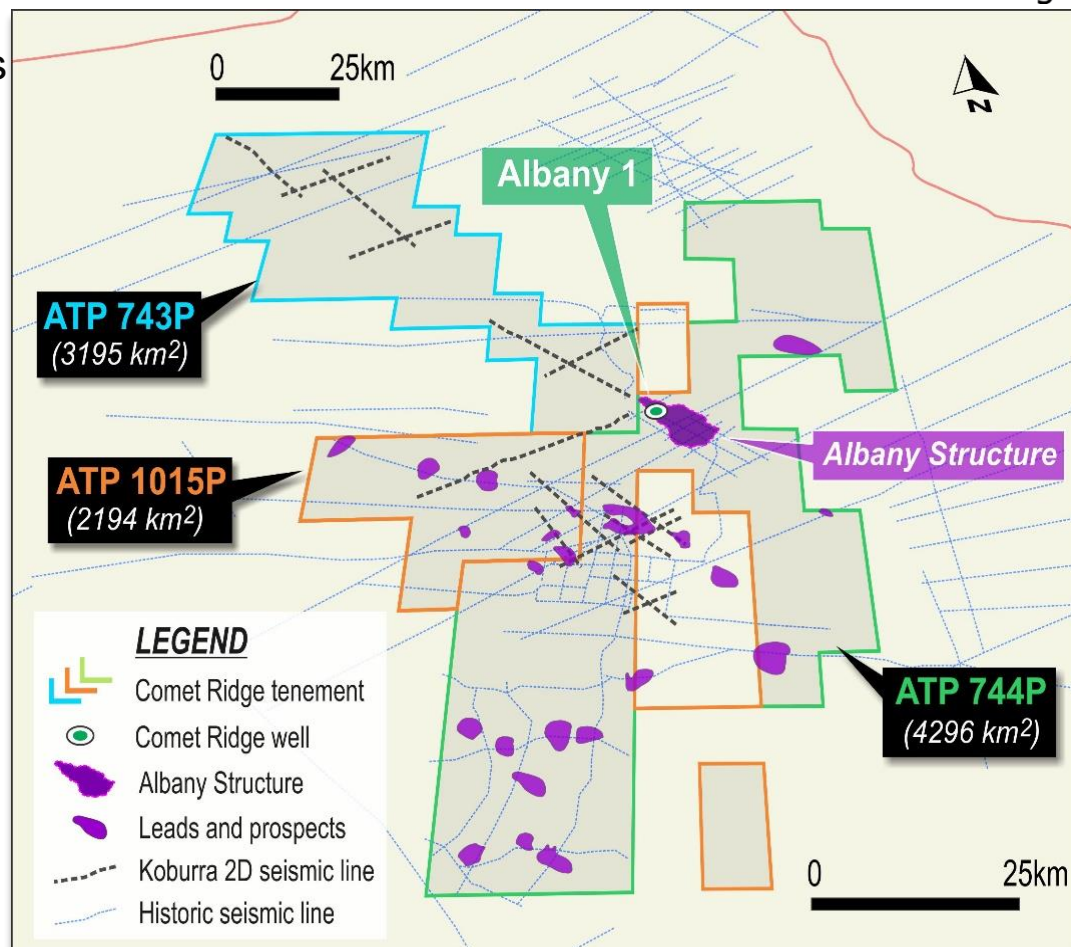 s
0 25km
N
Albany 1
ATP 743P
(3195 km²)
Albany Structure
ATP 1015P
(2194 km²)
LEGEND
Comet Ridge tenement
Comet Ridge well
Albany Structure
Leads and prospects
Koburra 2D seismic line
Historic seismic line
ATP 744P
(4296 km²)
0 25km